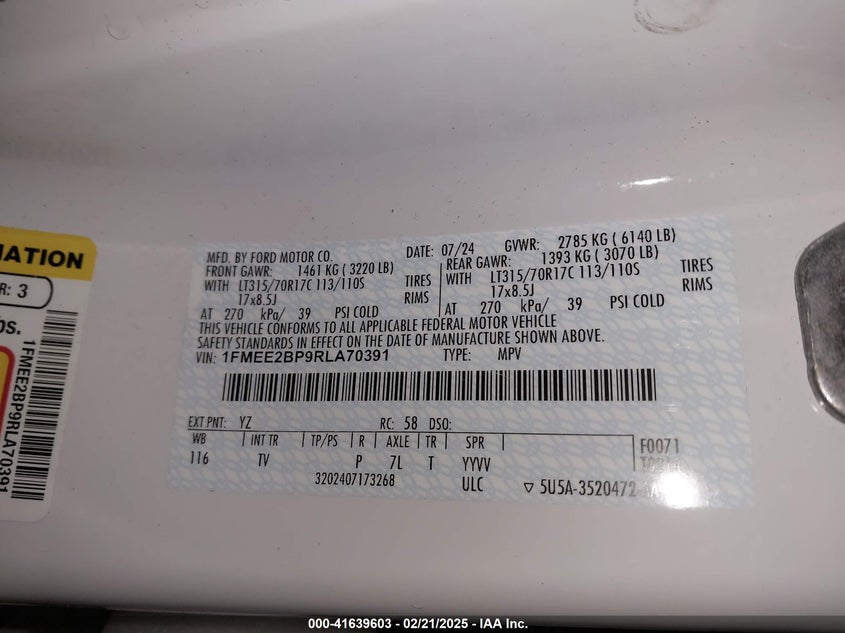 MFD. BY FORD MOTOR CO. DATE: 07/24 GVWR: 2785 KG ( 6140 LB)
FRONT GAWR: 1461 KG ( 3220 LB) REAR GAWR: 1393 KG ( 3070 LB)
WITH LT315/70R17C 113/110S TIRES WITH LT315/70R17C 113/110S TIRES
17x8.5J RIMS 17x8.5J RIMS
AT 270 kPa/ 39 PSI COLD AT 270 kPa/ 39 PSI COLD
THIS VEHICLE CONFORMS TO ALL APPLICABLE FEDERAL MOTOR VEHICLE
SAFETY STANDARDS IN EFFECT ON THE DATE OF MANUFACTURE SHOWN ABOVE.
VIN: 1FMEE2BP9RLA70391 TYPE: MPV
EXT PNT: YZ RC: 58 DSO:
WB INT TR TP/PS R AXLE TR SPR F0071
116 TV P 7L T YYVV
3202407173268 ULC ▽ 5U5A-3520472-
MATION
R: 3
bs.
1FMEE2BP9RLA70391
000-41639603 - 02/21/2025 - IAA Inc.